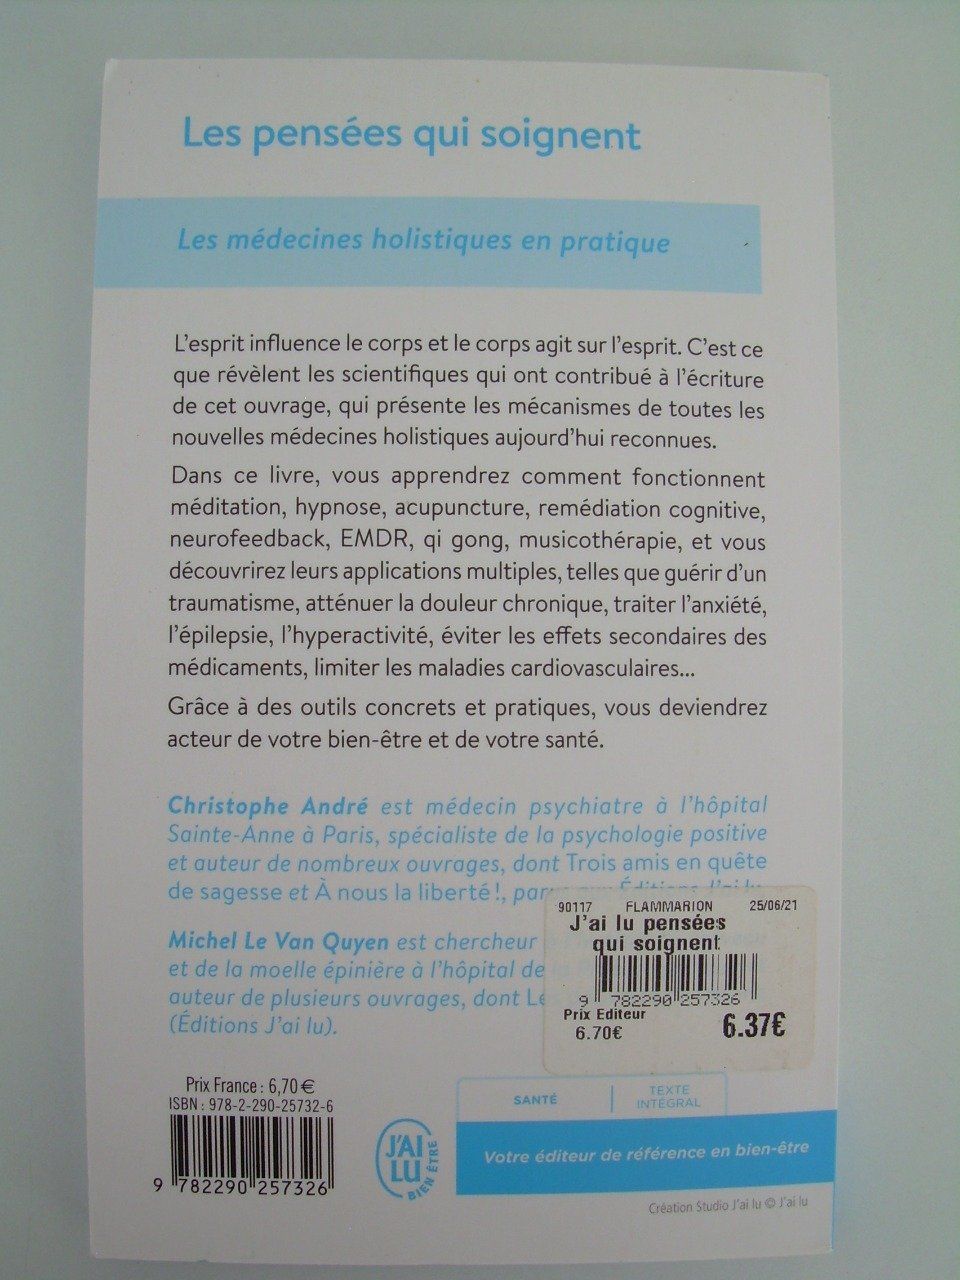 Les pensées qui soignent
Les médecines holistiques en pratique
L'esprit influence le corps et le corps agit sur l'esprit. C'est ce
que révèlent les scientifiques qui ont contribué à l'écriture
de cet ouvrage, qui présente les mécanismes de toutes les
nouvelles médecines holistiques aujourd'hui reconnues.
Dans ce livre, vous apprendrez comment fonctionnent
méditation, hypnose, acupuncture, remédiation cognitive,
neurofeedback, EMDR, qi gong, musicothérapie, et vous
découvrirez leurs applications multiples, telles que guérir d'un
traumatisme, atténuer la douleur chronique, traiter l'anxiété,
l'épilepsie, l'hyperactivité, éviter les effets secondaires des
médicaments, limiter les maladies cardiovasculaires...
Grâce à des outils concrets et pratiques, vous deviendrez
acteur de votre bien-être et de votre santé.
Christophe André est médecin psychiatre à l'hôpital
Sainte-Anne à Paris, spécialiste de la psychologie positive
et auteur de nombreux ouvrages, dont Trois amis en quête
de sagesse et À nous la liberté !, aux Éditions J'ai lu.
Michel Le Van Quyen est chercheur
et de la moelle épinière à l'hôpital de
auteur de plusieurs ouvrages, dont
(Éditions J'ai lu).
90117 FLAMMARION 25/06/21
J'ai lu pensées
qui soignent
9 782290 257326
Prix Editeur
6.70€ 6.37€
Prix France : 6,70 €
ISBN : 978-2-290-25732-6
9 782290 257326
J'AI
LU
BIEN ÊTRE
SANTÉ
TEXTE
INTÉGRAL
Votre éditeur de référence en bien-être
Création Studio J'ai lu © J'ai lu